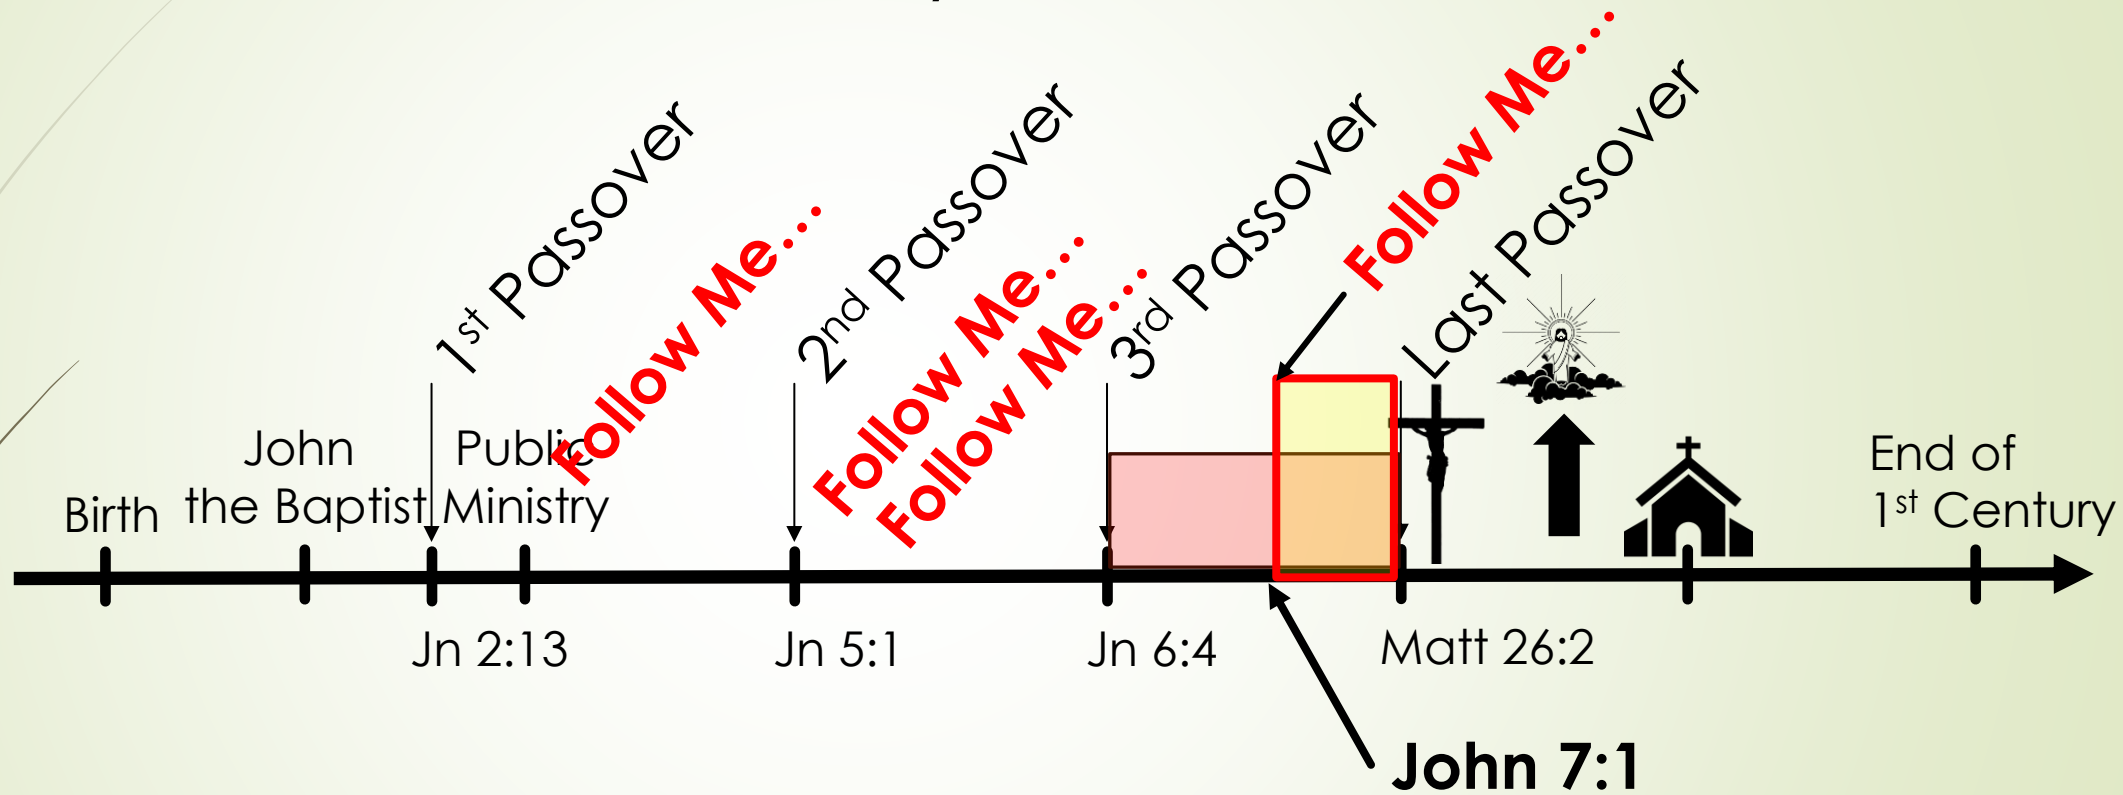 1st Passover
Follow Me...
2nd Passover
Follow Me...
Follow Me...
3rd Passover
Follow Me...
Last Passover
Birth
John
the Baptist
Public
Ministry
End of
1st Century
Jn 2:13
Jn 5:1
Jn 6:4
Matt 26:2
John 7:1